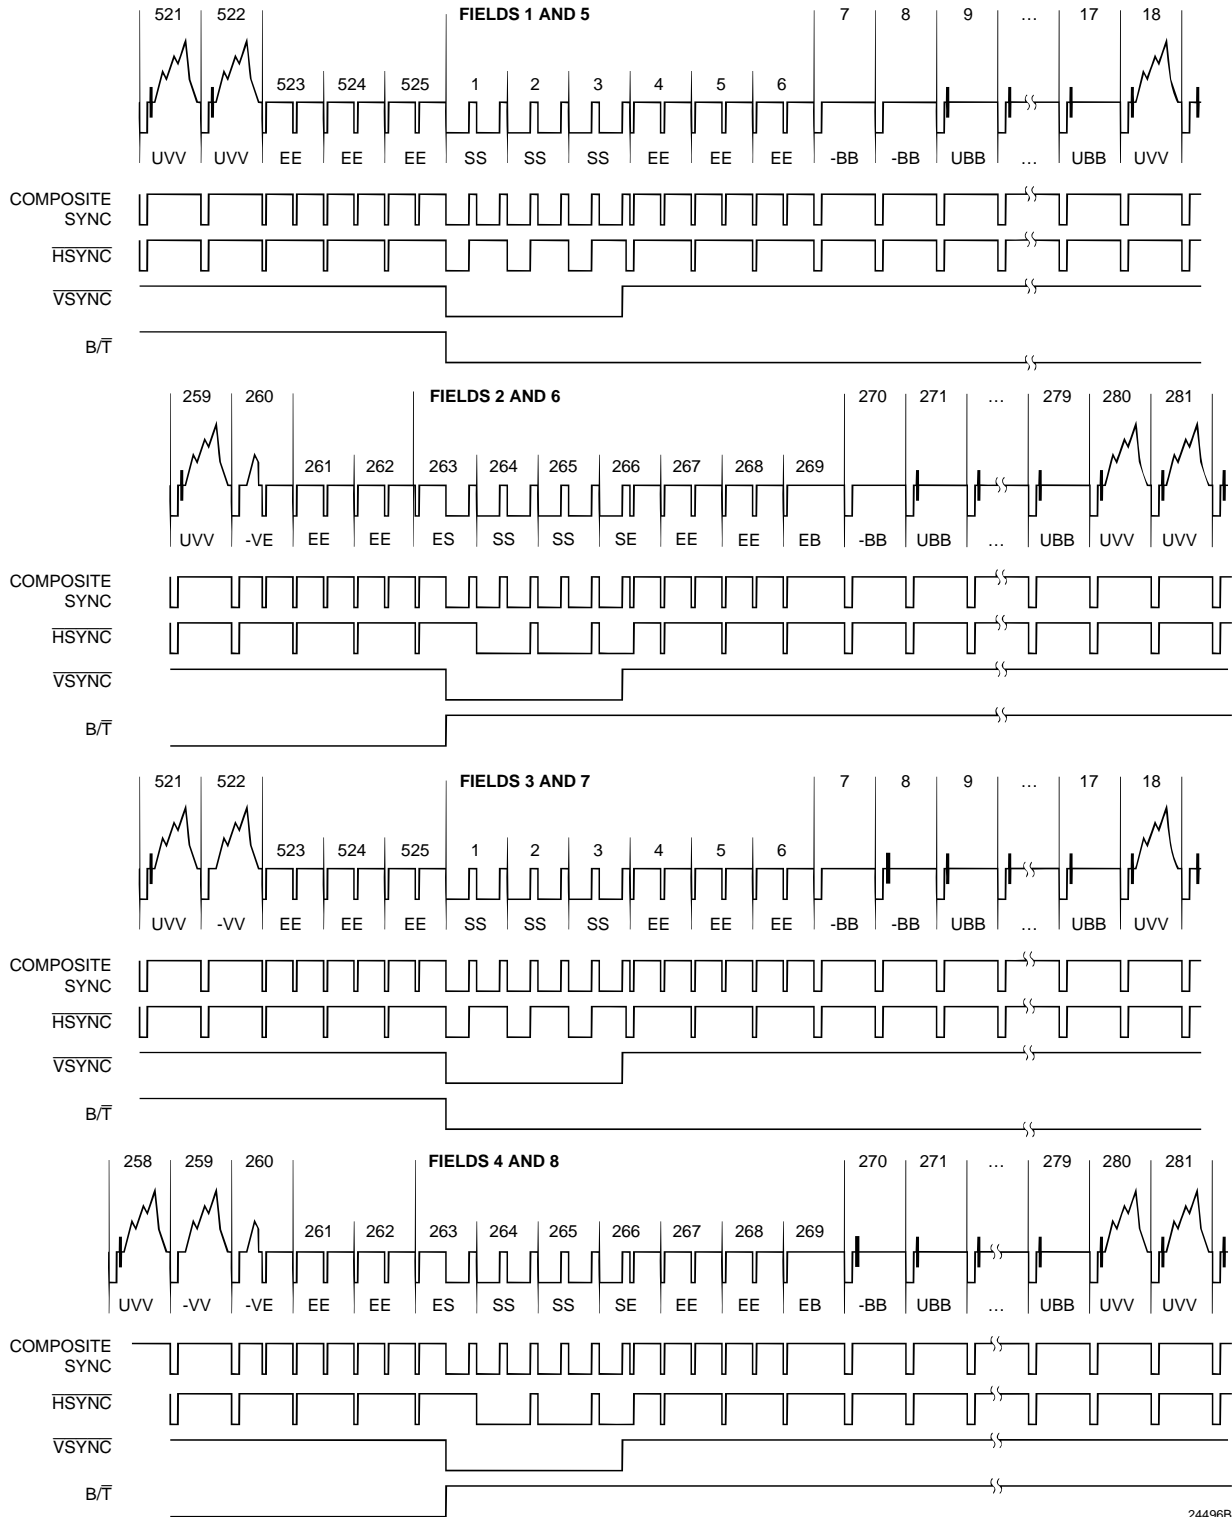 521 522 FIELDS 1 AND 5 7 8 9 ... 17 18
523 524 525 1 2 3 4 5 6
UVV UVV EE EE EE SS SS SS EE EE EE -BB -BB UBB ... UBB UVV
COMPOSITE
SYNC
HSYNC
VSYNC
B/T
259 260 FIELDS 2 AND 6 270 271 ... 279 280 281
261 262 263 264 265 266 267 268 269
UVV -VE EE EE ES SS SS SE EE EE EB -BB UBB ... UBB UVV UVV
COMPOSITE
SYNC
HSYNC
VSYNC
B/T
521 522 FIELDS 3 AND 7 7 8 9 ... 17 18
523 524 525 1 2 3 4 5 6
UVV -VV EE EE EE SS SS SS EE EE EE -BB -BB UBB ... UBB UVV
COMPOSITE
SYNC
HSYNC
VSYNC
B/T
258 259 260 FIELDS 4 AND 8 270 271 ... 279 280 281
261 262 263 264 265 266 267 268 269
UVV -VV -VE EE EE ES SS SS SE EE EE EB -BB UBB ... UBB UVV UVV
COMPOSITE
SYNC
HSYNC
VSYNC
B/T
24496B